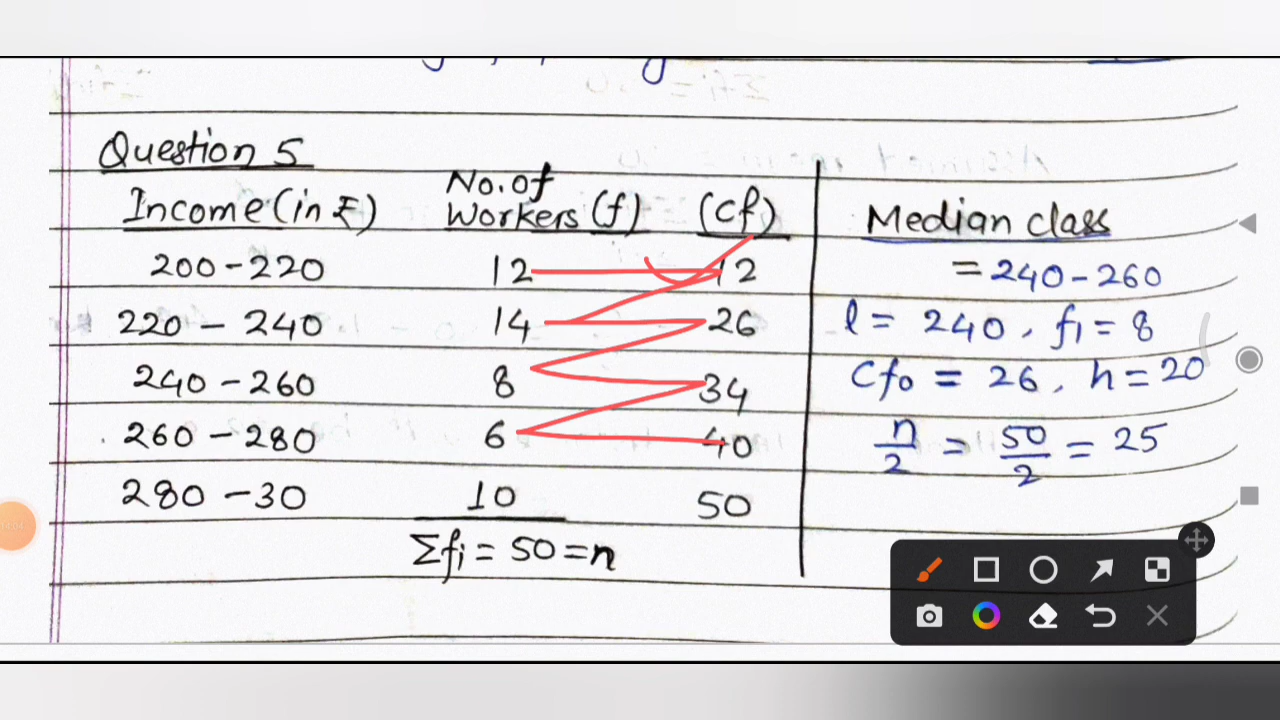 Question 5
Income (in ₹) No. of Workers (f) (Cf)
200-220 12 12
220 - 240 14 26
240 - 260 8 34
260 - 280 6 40
280 - 30 10 50
Σfi = 50 = n
Median class
= 240-260
l = 240, f1 = 8
Cf0 = 26, h = 20
n/2 = 50/2 = 25